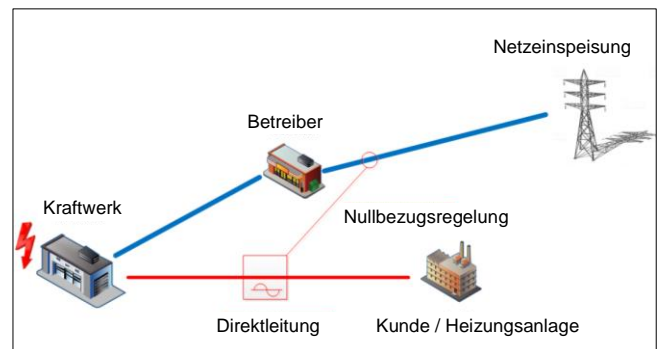 Netzeinspeisung
Betreiber
Kraftwerk
Nullbezugsregelung
Direktleitung
Kunde / Heizungsanlage